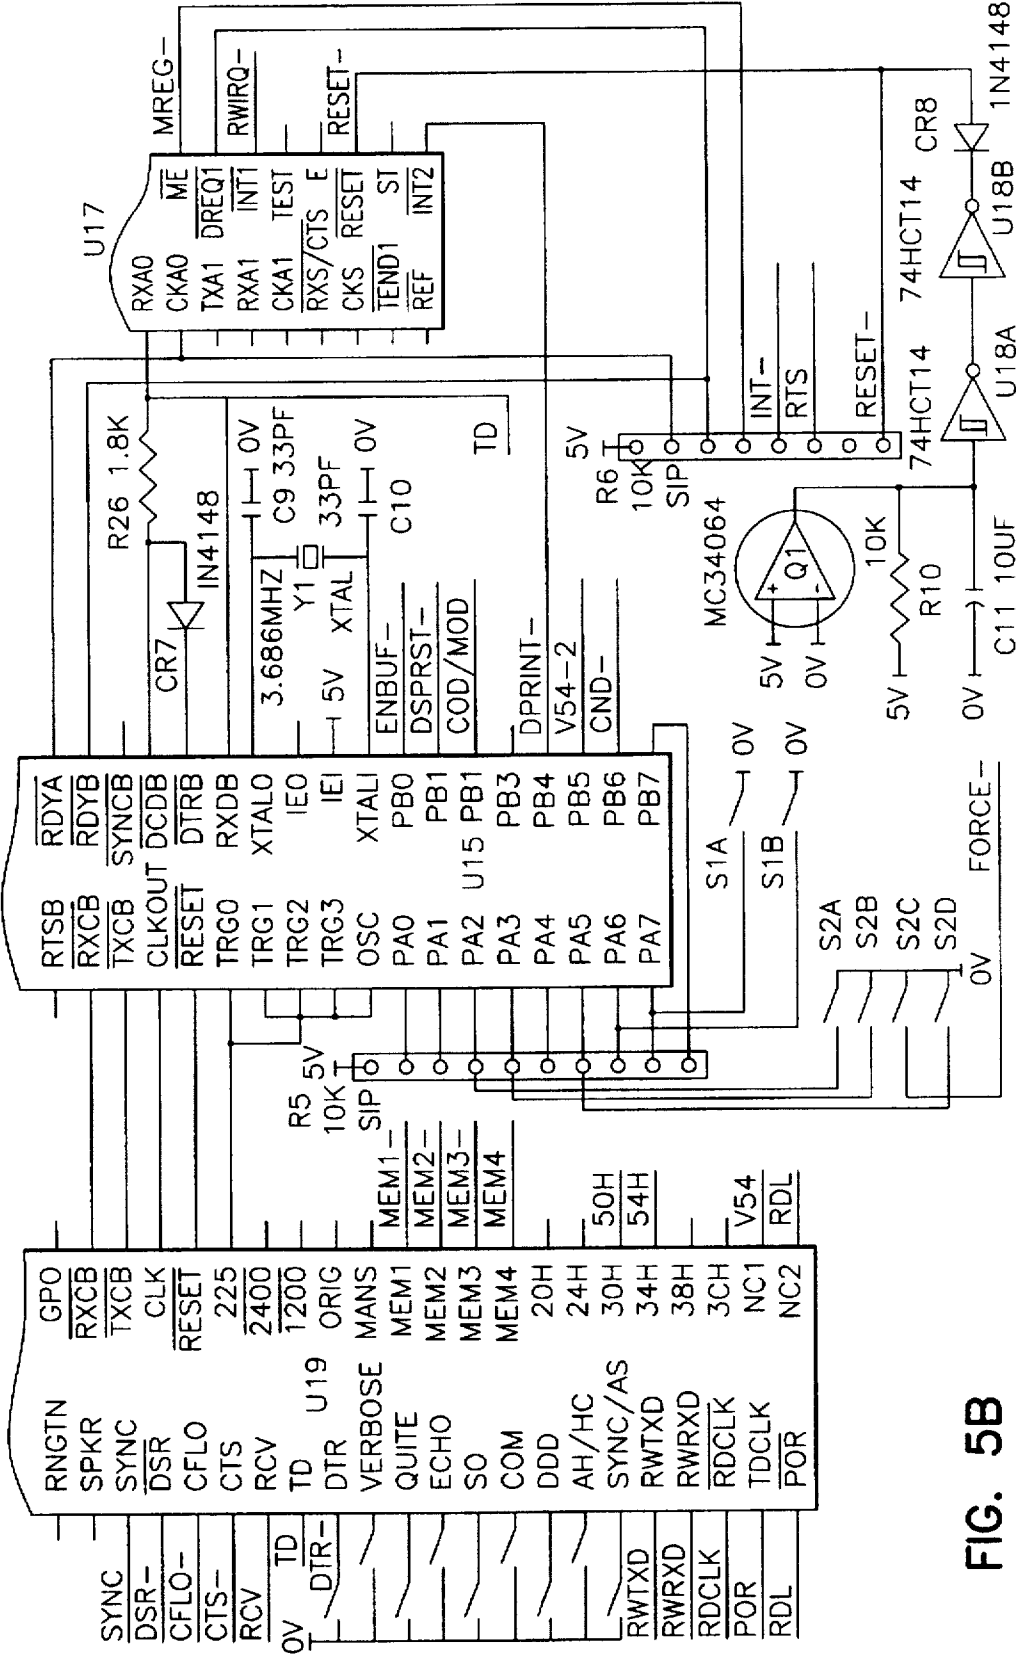 U17
RXA0
CKA0
TXA1
RXA1
CKA1
RXS/CTS
CKS
TEND1
REF
ME
DREQ1
INT1
TEST
E
RESET
ST
INT2
MREG-
RWIRQ-
RESET-
R26 1.8K
CR7
IN4148
3.686MHZ
Y1
XTAL
C9 33PF
0V
33PF
0V
C10
5V
TD
ENBUF-
DSPRST-
COD/MOD
DPRINT-
V54-2
CND-
R6
10K
SIP
5V
INT-
RTS
RESET-
MC34064
Q1
+
-
5V
0V
10K
R10
5V
C11 10UF
0V
74HCT14
U18A
74HCT14
U18B
CR8
1N4148
RTSB
RXCB
TXCB
CLKOUT
RESET
TRG0
TRG1
TRG2
TRG3
OSC
PA0
PA1
PA2
PA3
PA4
PA5
PA6
PA7
U15
RDYA
RDYB
SYNCB
DCDB
DTRB
RXDB
XTALO
IEO
IEI
XTALI
PB0
PB1
PB1
PB3
PB4
PB5
PB6
PB7
R5
10K
SIP
5V
S1A
0V
S1B
0V
S2A
S2B
S2C
S2D
0V
FORCE-
MEM1-
MEM2-
MEM3-
MEM4
50H
54H
V54
RDL
GPO
RXCB
TXCB
CLK
RESET
225
2400
1200
ORIG
MANS
MEM1
MEM2
MEM3
MEM4
20H
24H
30H
34H
38H
3CH
NC1
NC2
U19
RNGTN
SPKR
SYNC
DSR
CFLO
CTS
RCV
TD
DTR
VERBOSE
QUITE
ECHO
SO
COM
DDD
AH/HC
SYNC/AS
RWTXD
RWRXD
RDCLK
TDCLK
POR
SYNC
DSR-
CFLO-
CTS-
RCV
TD
DTR-
0V
RWTXD
RWRXD
RDCLK
POR
RDL
FIG. 5B